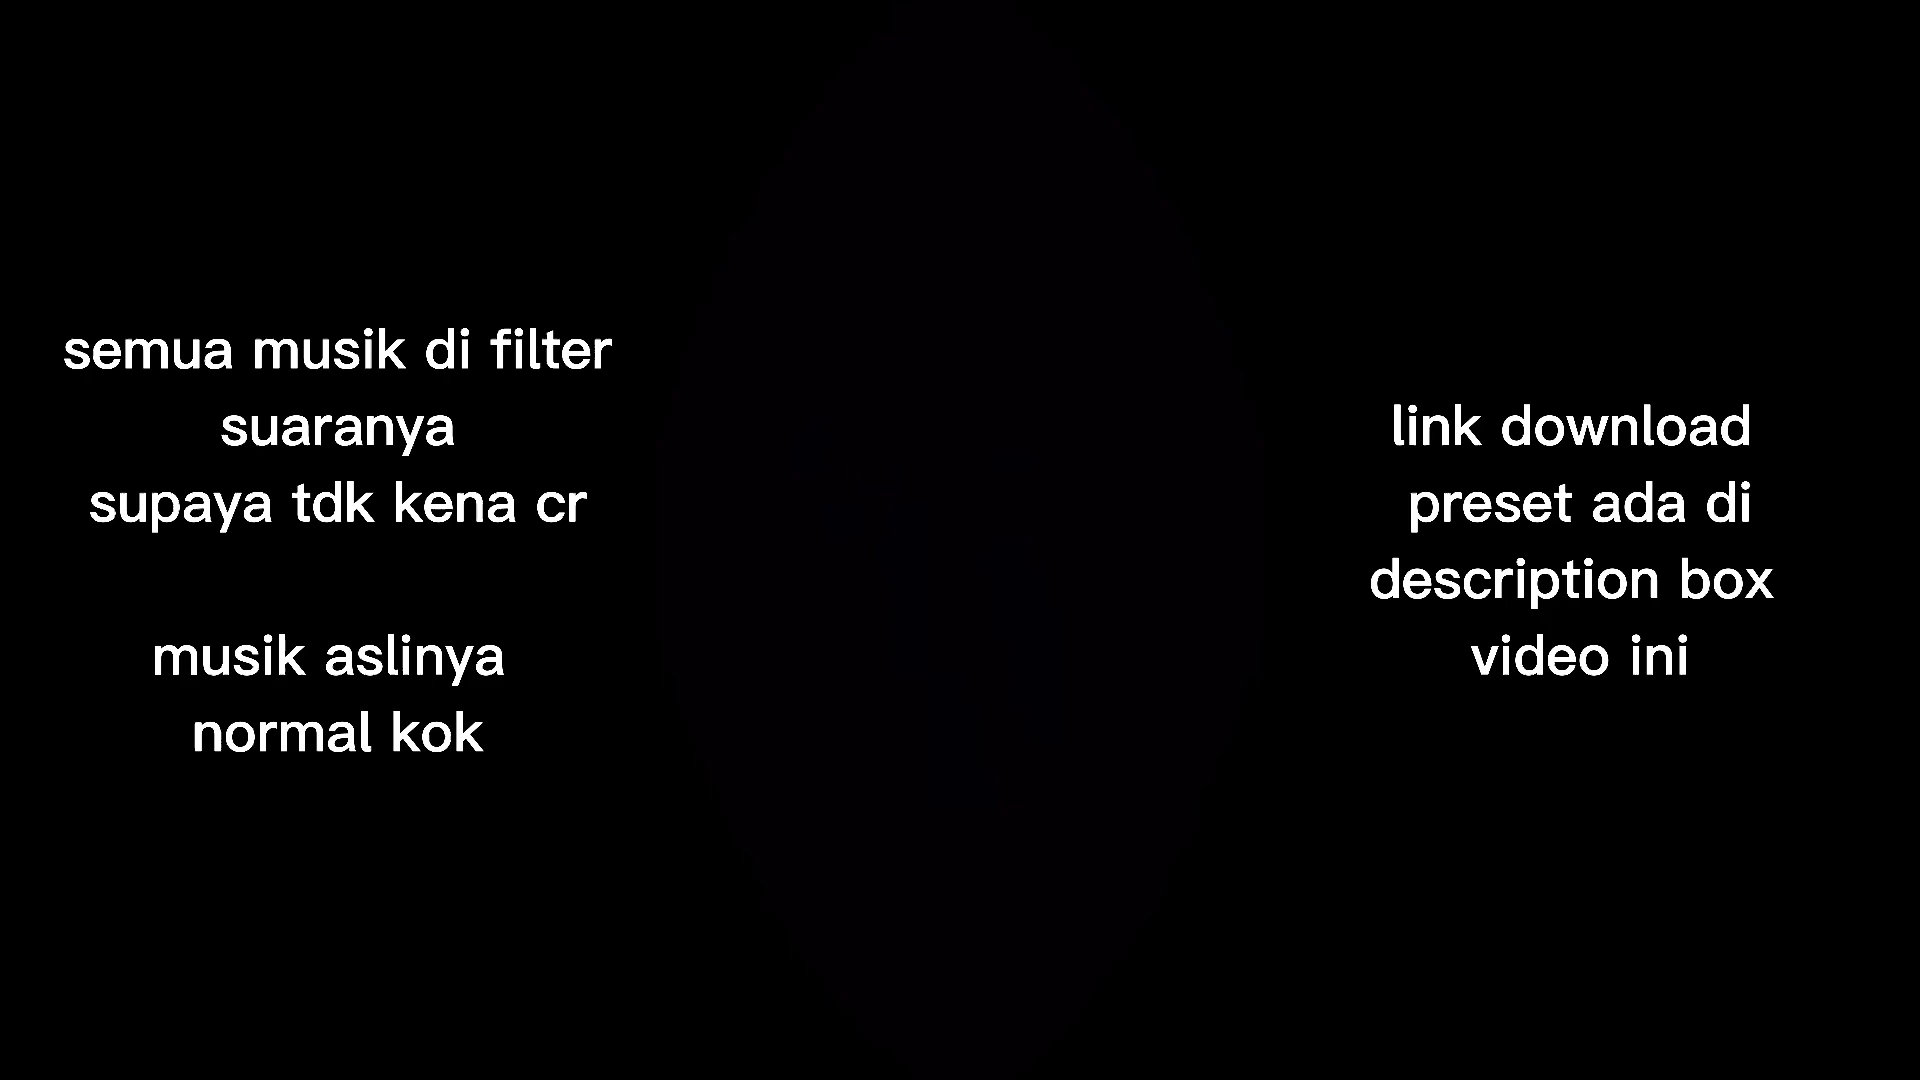 semua musik di filter
suaranya
supaya tdk kena cr
musik aslinya
normal kok
link download
preset ada di
description box
video ini